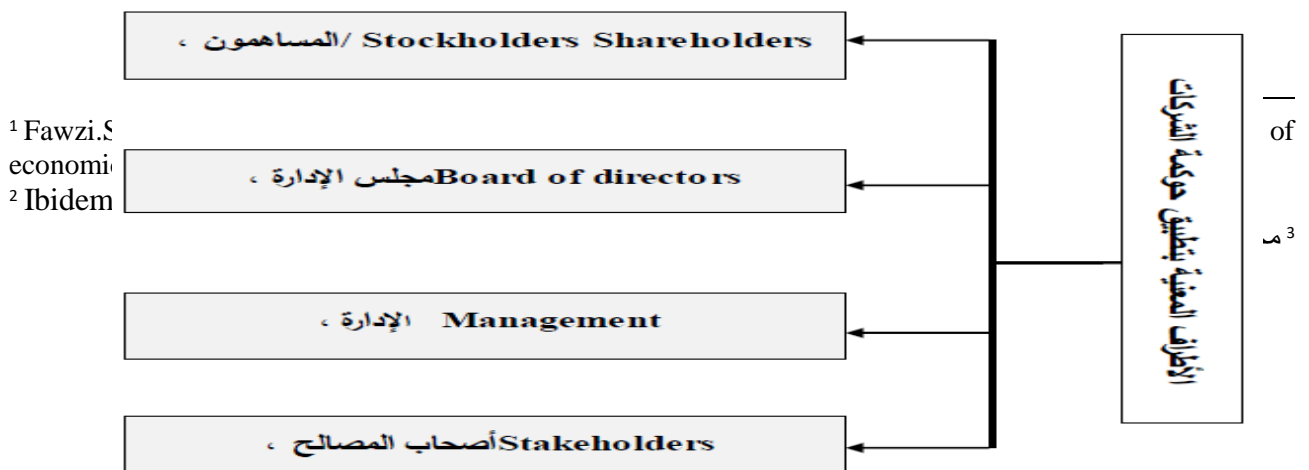 المساهمون/ Stockholders Shareholders ،
مجلس الإدارة Board of directors ،
الإدارة Management ،
أصحاب المصالح Stakeholders ،
الأطراف المعنية بتطبيق حوكمة الشركات
¹ Fawzi. of
² Ibidem
³